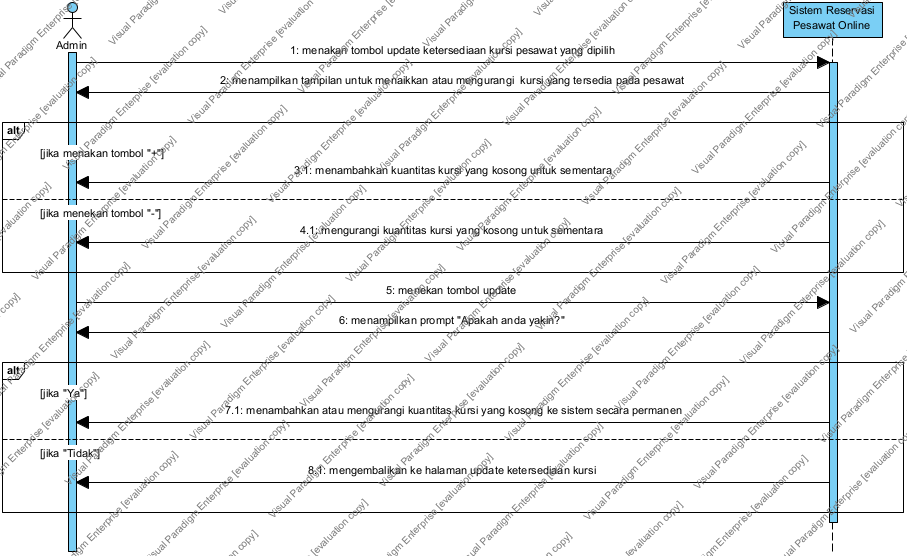 Sistem Reservasi
Pesawat Online
Admin
1: menakan tombol update ketersediaan kursi pesawat yang dipilih
2: menampilkan tampilan untuk menaikkan atau mengurangi kursi yang tersedia pada pesawat
alt
[jika menakan tombol "+"]
3.1: menambahkan kuantitas kursi yang kosong untuk sementara
[jika menekan tombol "-"]
4.1: mengurangi kuantitas kursi yang kosong untuk sementara
5: menekan tombol update
6: menampilkan prompt "Apakah anda yakin?"
alt
[jika "Ya"]
7.1: menambahkan atau mengurangi kuantitas kursi yang kosong ke sistem secara permanen
[jika "Tidak"]
8.1: mengembalikan ke halaman update ketersediaan kursi
Visual Paradigm Enterprise [evaluation copy]